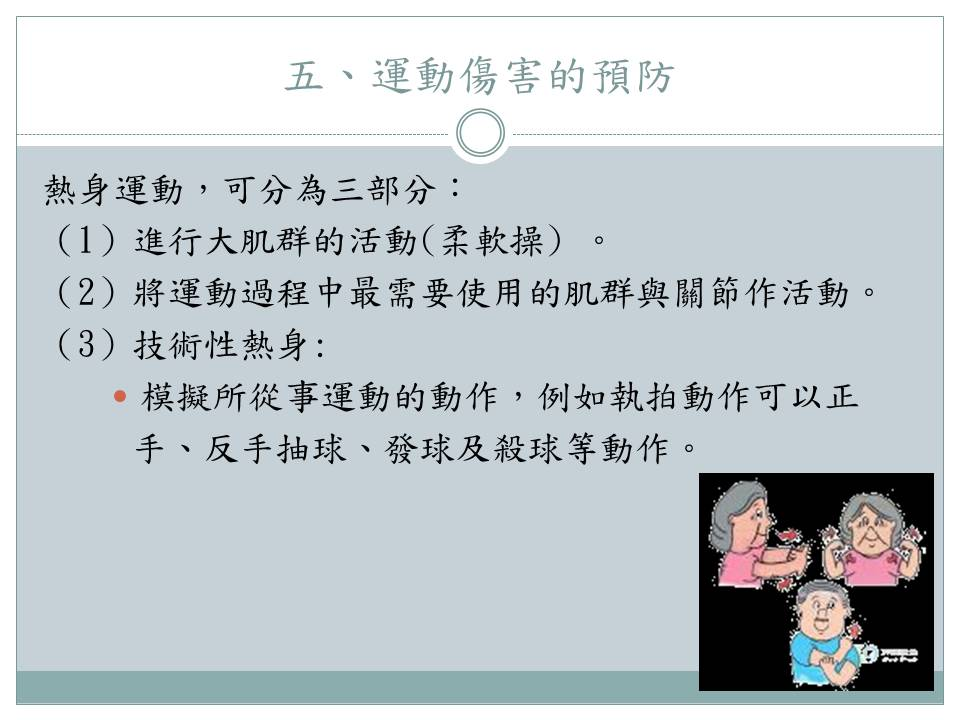 五、運動傷害的預防
熱身運動，可分為三部分：
（1）進行大肌群的活動(柔軟操) 。
（2）將運動過程中最需要使用的肌群與關節作活動。
（3）技術性熱身:
• 模擬所從事運動的動作，例如執拍動作可以正
手、反手抽球、發球及殺球等動作。